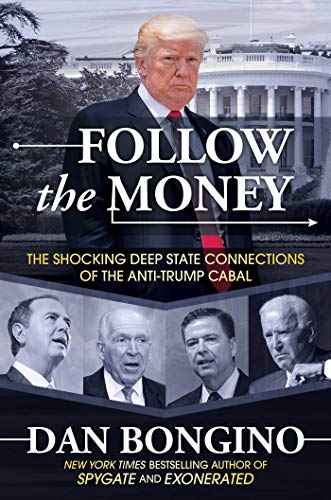 FOLLOW
the MONEY
THE SHOCKING DEEP STATE CONNECTIONS
OF THE ANTI-TRUMP CABAL
DAN BONGINO
NEW YORK TIMES BESTSELLING AUTHOR OF
SPYGATE AND EXONERATED